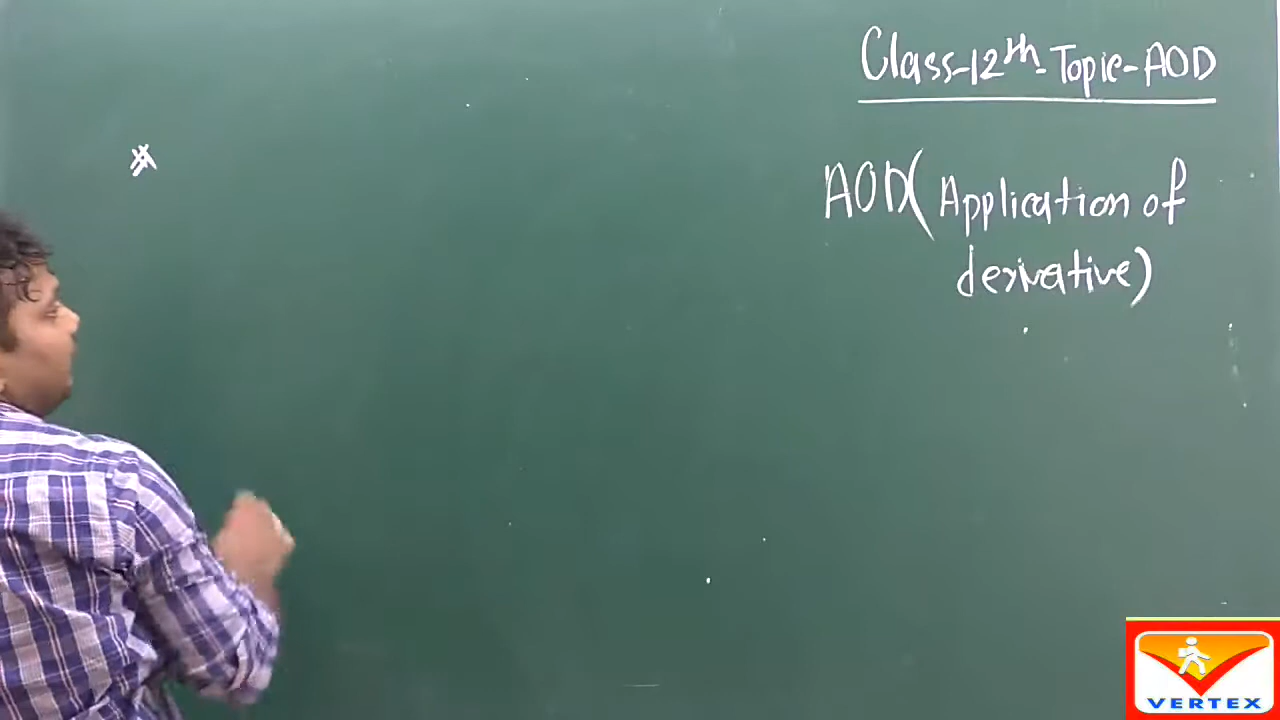 Class-12th-Topic-AOD
#
AOD(Application of
derivative)
VERTEX